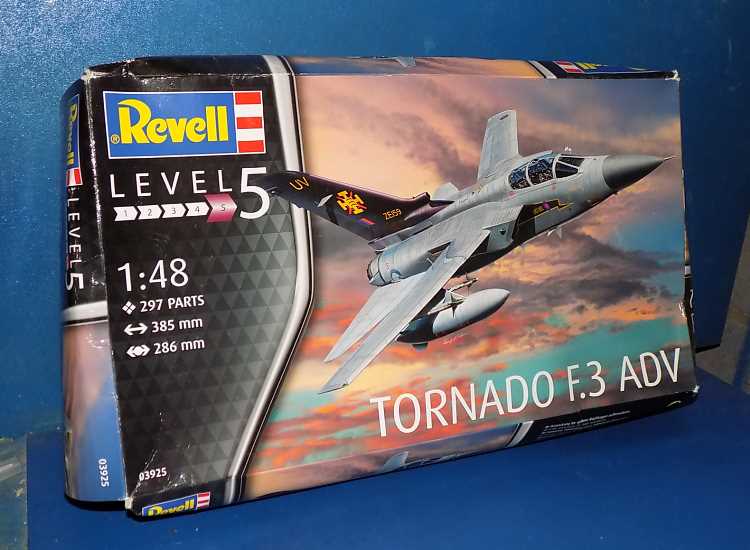 Revell
LEVEL 5
1 2 3 4 5
1:48
297 PARTS
385 mm
286 mm
03925
TORNADO F.3 ADV
UV
ZE159
Revell
LEVEL 5
03925